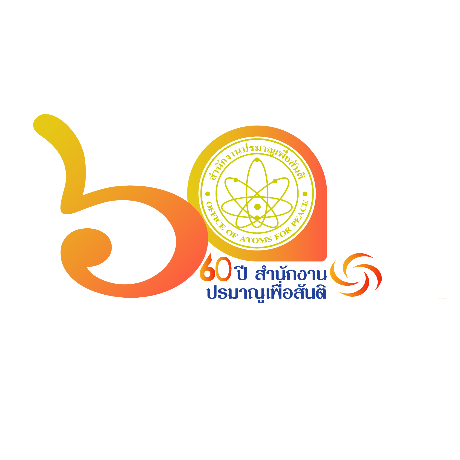 ๖๐
สำนักงานปรมาณูเพื่อสันติ
OFFICE OF ATOMS FOR PEACE
60 ปี สำนักงาน
ปรมาณูเพื่อสันติ